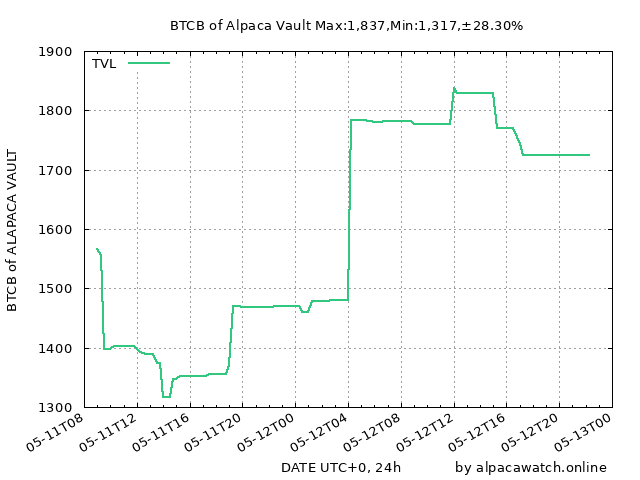 BTCB of Alpaca Vault Max:1,837,Min:1,317,±28.30%
TVL
1900
1800
1700
1600
1500
1400
1300
BTCB of ALAPACA VAULT
05-11T08
05-11T12
05-11T16
05-11T20
05-12T00
05-12T04
05-12T08
05-12T12
05-12T16
05-12T20
05-13T00
DATE UTC+0, 24h
by alpacawatch.online